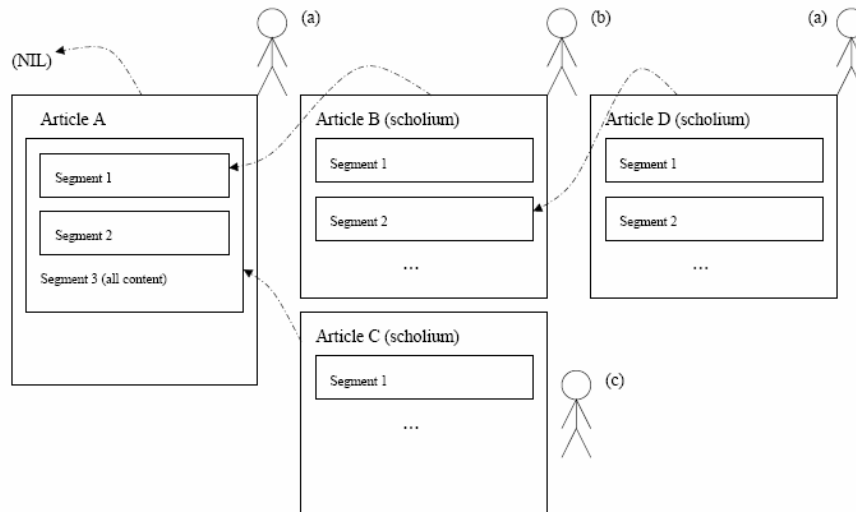 (a)
(b)
(a)
(NIL)
Article A
Segment 1
Segment 2
Segment 3 (all content)
Article B (scholium)
Segment 1
Segment 2
...
Article D (scholium)
Segment 1
Segment 2
...
Article C (scholium)
Segment 1
...
(c)